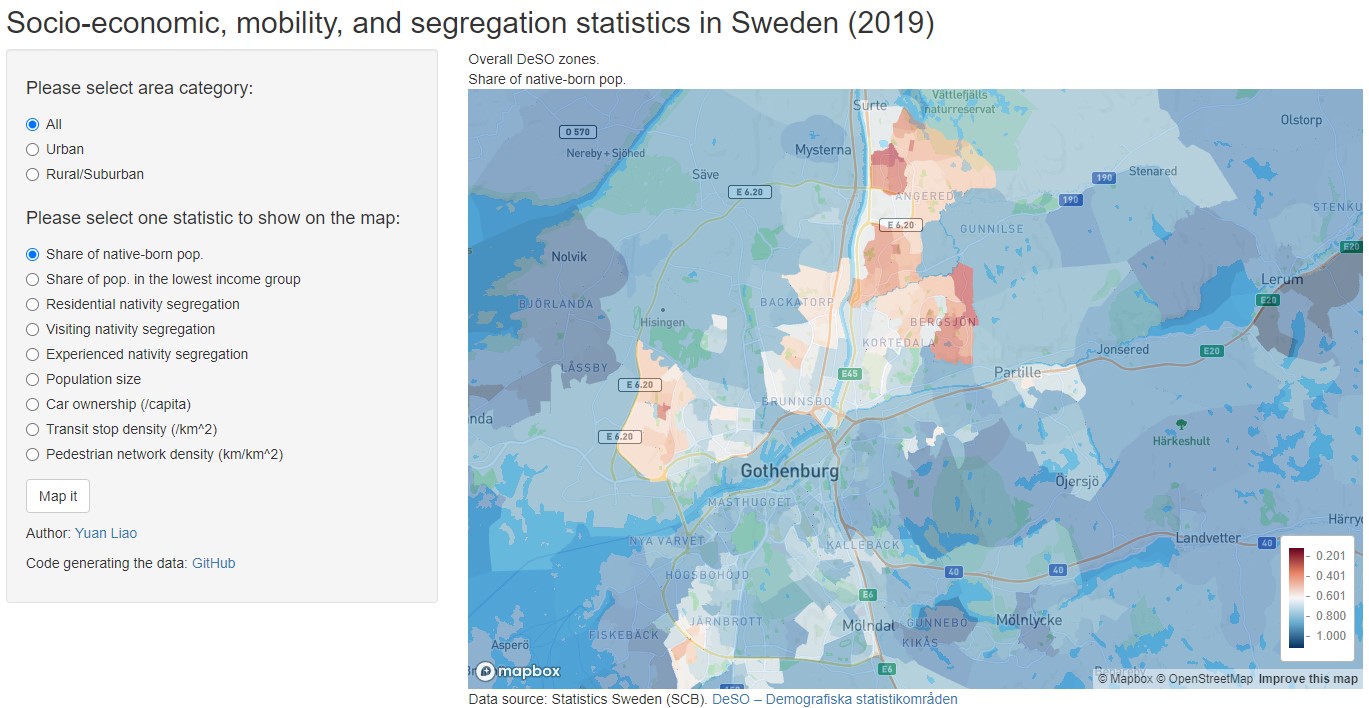 Socio-economic, mobility, and segregation statistics in Sweden (2019)
Please select area category:
All
Urban
Rural/Suburban
Please select one statistic to show on the map:
Share of native-born pop.
Share of pop. in the lowest income group
Residential nativity segregation
Visiting nativity segregation
Experienced nativity segregation
Population size
Car ownership (/capita)
Transit stop density (/km^2)
Pedestrian network density (km/km^2)
Map it
Author: Yuan Liao
Code generating the data: GitHub
Overall DeSO zones.
Share of native-born pop.
Vättlefjälls
naturreservat
Surte
Olstorp
O 570
Mysterna
Nereby + Sjöhed
Säve
Stenared
190
E 6.20
ANGERED
190
STENKU
E 6.20
GUNNILSE
E20
Nolvik
Lerum
BJÖRLANDA
BACKATORP
E20
Hisingen
BERGSJÖN
KORTEDALA
Jonsered
E20
LÅSSBY
Partille
E45
E 6.20
BRUNNSBO
nda
E 6.20
Härkeshult
Gothenburg
Öjersjö
MASTHUGGET
Härry
NYA VARVET
KALLEBÄCK
Landvetter
40
HÖGSBOHÖJD
40
40
E6
JÄRNBROTT
Mölndal
GUNNEBO
Mölnlycke
FISKEBÄCK
KIKÅS
Asperö
E6
0.201
0.401
0.601
0.800
1.000
mapbox
© Mapbox © OpenStreetMap Improve this map
Data source: Statistics Sweden (SCB). DeSO – Demografiska statistikområden